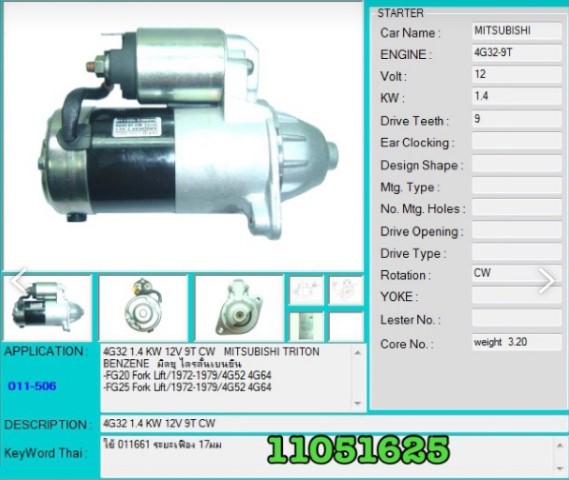 STARTER
Car Name : MITSUBISHI
ENGINE : 4G32-9T
Volt : 12
KW : 1.4
Drive Teeth : 9
Ear Clocking :
Design Shape :
Mtg. Type :
No. Mtg. Holes :
Drive Opening :
Drive Type :
Rotation : CW
YOKE :
Lester No. :
Core No. : weight 3.20
APPLICATION : 4G32 1.4 KW 12V 9T CW MITSUBISHI TRITON
BENZENE มิตซู ไตรตั้นเบนซิน
011-506
-FG20 Fork Lift/1972-1979/4G52 4G64
-FG25 Fork Lift/1972-1979/4G52 4G64
DESCRIPTION : 4G32 1.4 KW 12V 9T CW
KeyWord Thai : ใช้ 011661 ระยะเฟือง 17มม
11051625